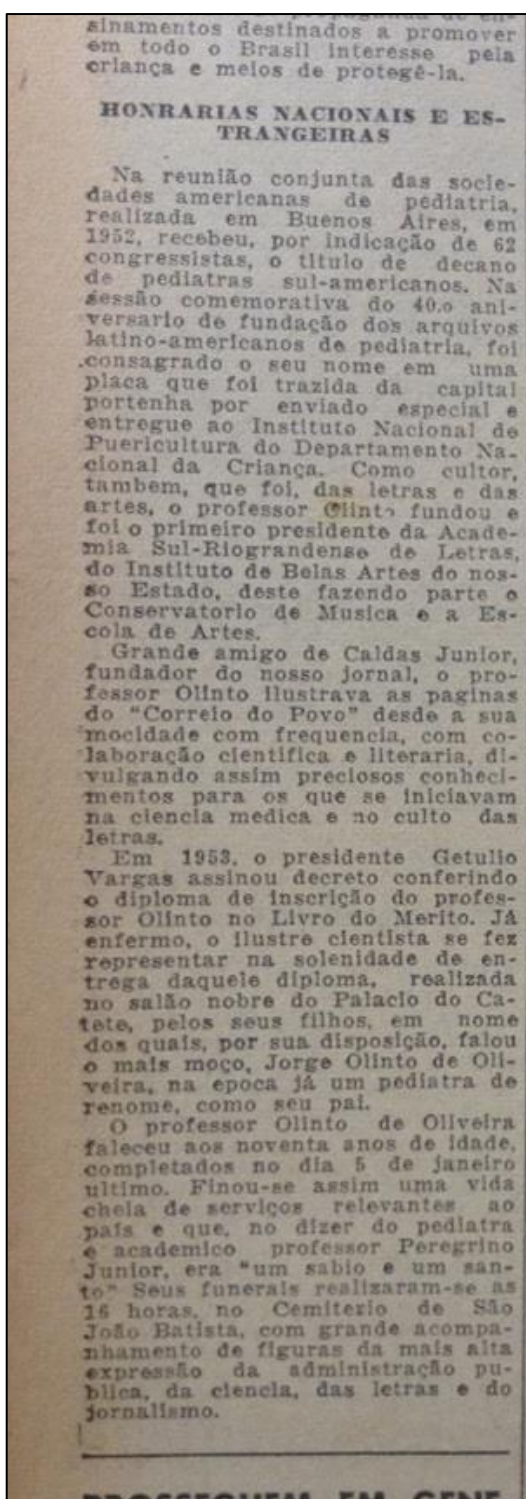 propaganda de en-
sinamentos destinados a promover
em todo o Brasil interesse pela
criança e meios de protegê-la.
HONRARIAS NACIONAIS E ES-
TRANGEIRAS
Na reunião conjunta das socie-
dades americanas de pediatria,
realizada em Buenos Aires, em
1952, recebeu, por indicação de 62
congressistas, o titulo de decano
de pediatras sul-americanos. Na
sessão comemorativa do 40.o ani-
versario de fundação dos arquivos
latino-americanos de pediatria, foi
consagrado o seu nome em uma
placa que foi trazida da capital
portenha por enviado especial e
entregue ao Instituto Nacional de
Puericultura do Departamento Na-
cional da Criança. Como cultor,
tambem, que foi, das letras e das
artes, o professor Olinto fundou e
foi o primeiro presidente da Acade-
mia Sul-Riograndense de Letras,
do Instituto de Belas Artes do nos-
so Estado, deste fazendo parte o
Conservatorio de Musica e a Es-
cola de Artes.
Grande amigo de Caldas Junior,
fundador do nosso jornal, o pro-
fessor Olinto ilustrava as paginas
do "Correio do Povo" desde a sua
mocidade com frequencia, com co-
laboração cientifica e literaria, di-
vulgando assim preciosos conheci-
mentos para os que se iniciavam
na ciencia medica e no culto das
letras.
Em 1953, o presidente Getulio
Vargas assinou decreto conferindo
o diploma de inscrição do profes-
sor Olinto no Livro do Merito. Já
enfermo, o ilustre cientista se fez
representar na solenidade de en-
trega daquele diploma, realizada
no salão nobre do Palacio do Ca-
tete, pelos seus filhos, em nome
dos quais, por sua disposição, falou
o mais moço, Jorge Olinto de Oli-
veira, na epoca já um pediatra de
renome, como seu pai.
O professor Olinto de Oliveira
faleceu aos noventa anos de idade,
completados no dia 5 de janeiro
ultimo. Finou-se assim uma vida
cheia de serviços relevantes ao
país e que, no dizer do pediatra
e academico professor Peregrino
Junior, era "um sabio e um san-
to" Seus funerais realizaram-se as
16 horas, no Cemiterio de São
João Batista, com grande acompa-
nhamento de figuras da mais alta
expressão da administração pu-
blica, da ciencia, das letras e do
jornalismo.
PROSSEGUEM EM GENE